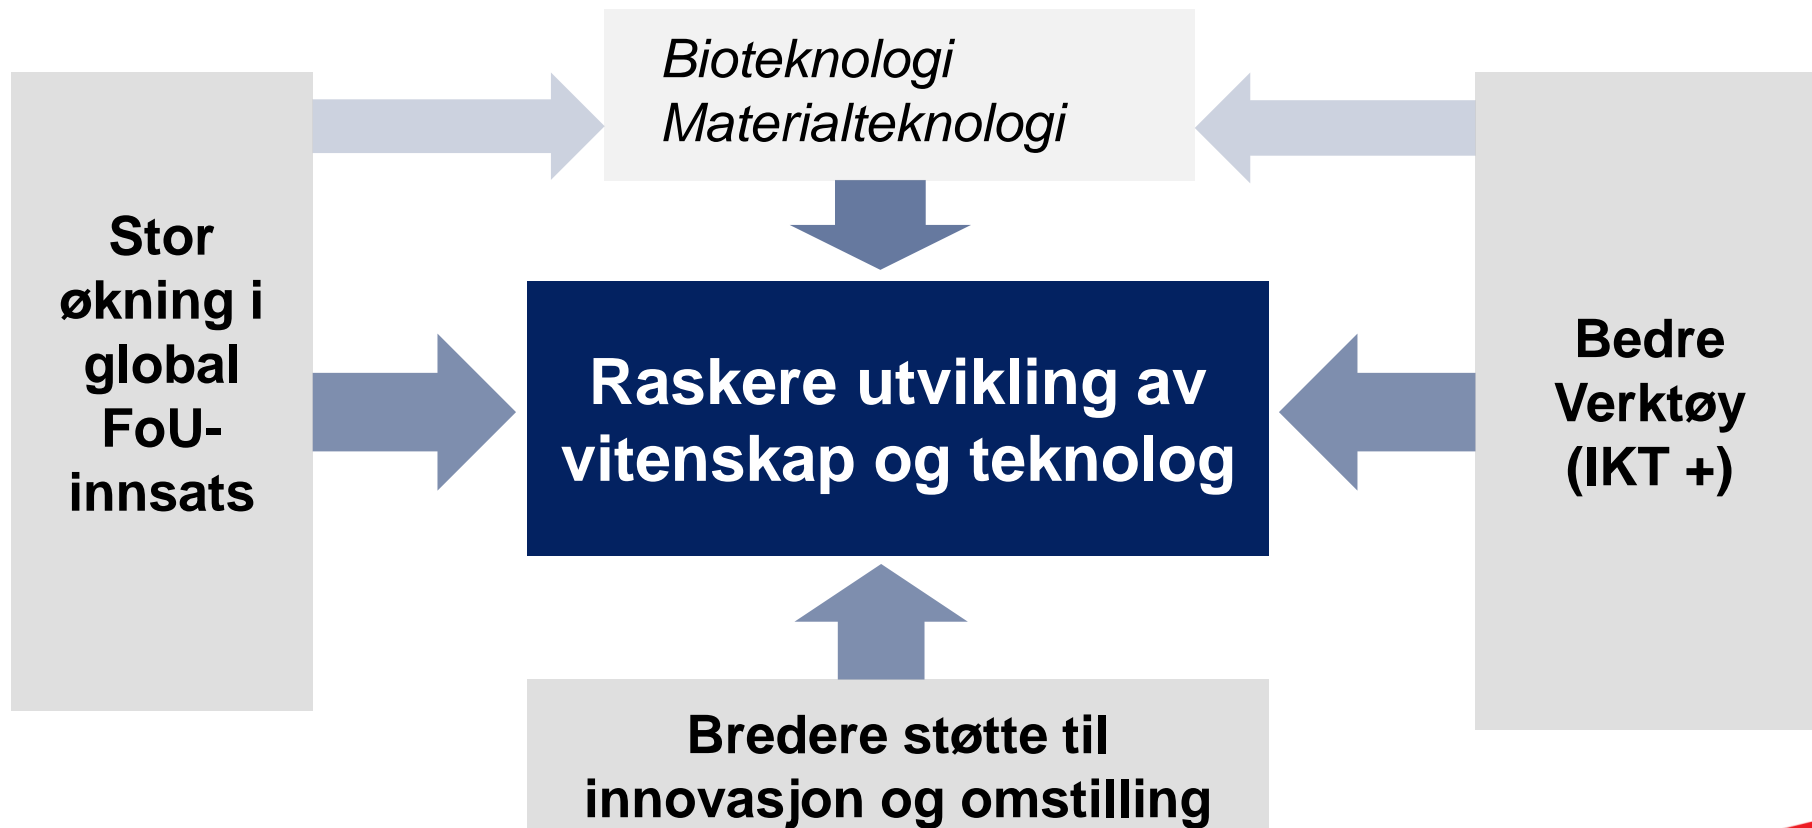 Bioteknologi
Materialteknologi
Stor
økning i
global
FoU-
innsats
Raskere utvikling av
vitenskap og teknolog
Bedre
Verktøy
(IKT +)
Bredere støtte til
innovasjon og omstilling